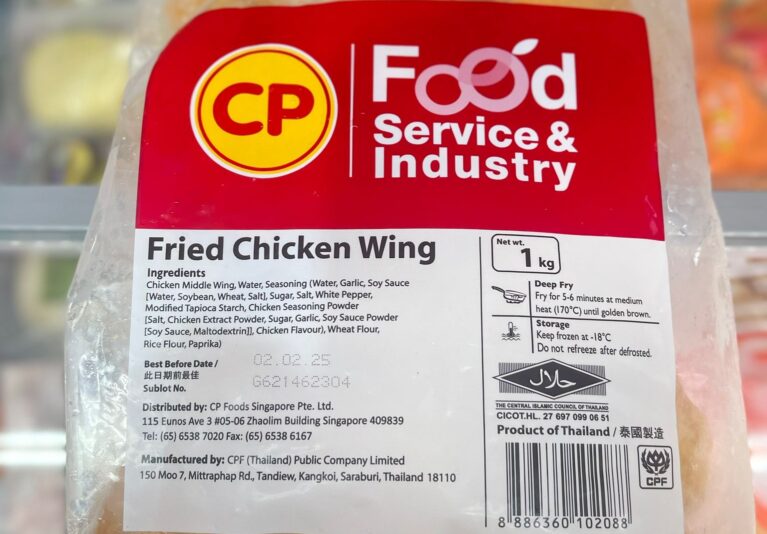 CP
Food
Service &
Industry
Fried Chicken Wing
Ingredients
Chicken Middle Wing, Water, Seasoning (Water, Garlic, Soy Sauce
[Water, Soybean, Wheat, Salt], Sugar, Salt, White Pepper,
Modified Tapioca Starch, Chicken Seasoning Powder
[Salt, Chicken Extract Powder, Sugar, Garlic, Soy Sauce Powder
[Soy Sauce, Maltodextrin]], Chicken Flavour), Wheat Flour,
Rice Flour, Paprika)
Best Before Date /
此日期前最佳
02.02.25
Sublot No.
G621462304
Distributed by: CP Foods Singapore Pte. Ltd.
115 Eunos Ave 3 #05-06 Zhaolim Building Singapore 409839
Tel: (65) 6538 7020 Fax: (65) 6538 6167
Manufactured by: CPF (Thailand) Public Company Limited
150 Moo 7, Mittraphap Rd., Tandiew, Kangkoi, Saraburi, Thailand 18110
Net wt.
1 kg
Deep Fry
Fry for 5-6 minutes at medium
heat (170°C) until golden brown.
Storage
Keep frozen at -18°C
Do not refreeze after defrosted.
حلال
THE CENTRAL ISLAMIC COUNCIL OF THAILAND
CICOT.HL. 27 697 099 06 51
Product of Thailand / 泰國製造
CPF
8 886360 102088